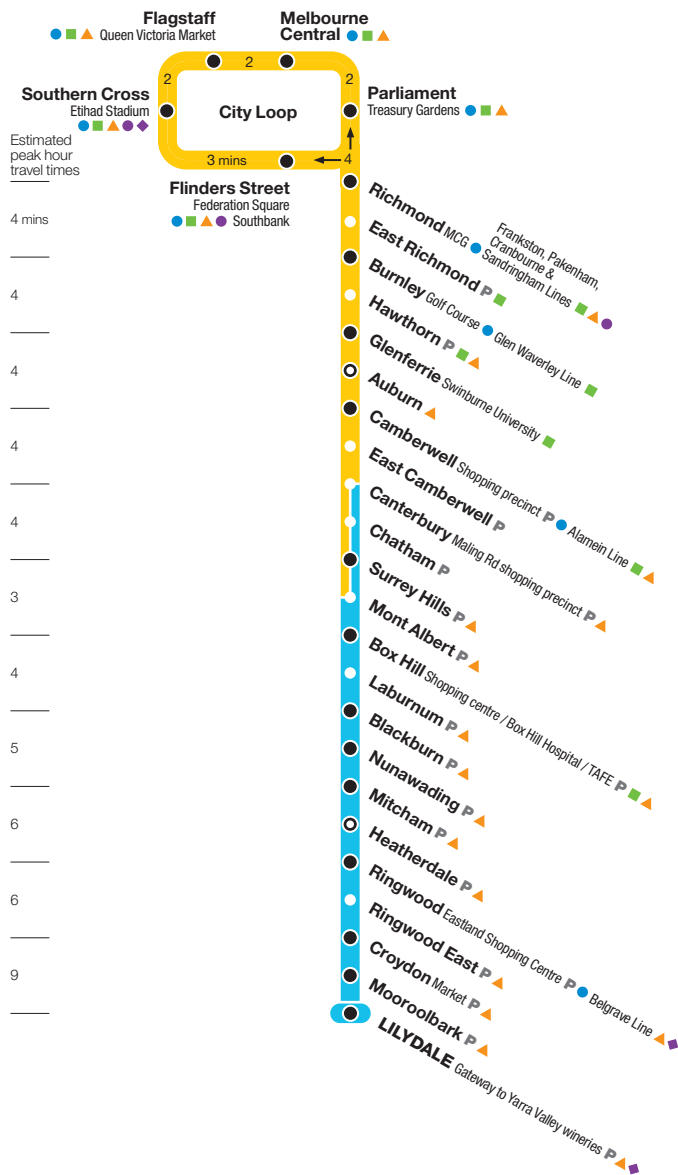 Flagstaff
Queen Victoria Market
Melbourne
Central
2
2
2
Southern Cross
Etihad Stadium
City Loop
Parliament
Treasury Gardens
Estimated
peak hour
travel times
3 mins
4
Flinders Street
Federation Square
Southbank
4 mins
4
4
4
4
3
4
5
6
6
9
Richmond MCG Frankston, Pakenham,
Cranbourne &
Sandringham Lines
East Richmond P
Burnley Golf Course Glen Waverley Line
Hawthorn P
Glenferrie Swinburne University
Auburn
Camberwell Shopping precinct P Alamein Line
East Camberwell P
Canterbury Maling Rd shopping precinct P
Chatham P
Surrey Hills P
Mont Albert P
Box Hill Shopping centre / Box Hill Hospital / TAFE P
Laburnum P
Blackburn P
Nunawading P
Mitcham P
Heatherdale P
Ringwood Eastland Shopping Centre P Belgrave Line
Ringwood East P
Croydon Market P
Mooroolbark P
LILYDALE Gateway to Yarra Valley wineries P